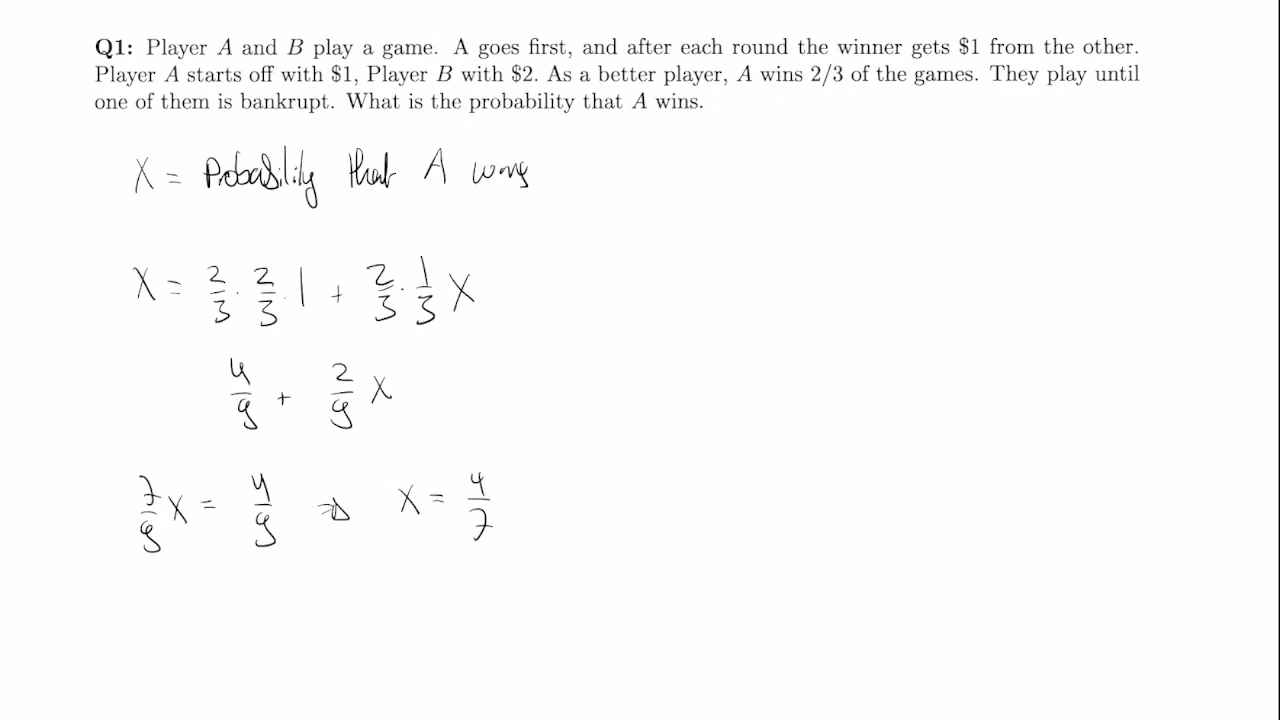 Q1: Player A and B play a game. A goes first, and after each round the winner gets $1 from the other.
Player A starts off with $1, Player B with $2. As a better player, A wins 2/3 of the games. They play until
one of them is bankrupt. What is the probability that A wins.
X = Probability that A wins
X = 2/3 · 2/3 · 1 + 2/3 · 1/3 X
4/9 + 2/9 X
7/9 X = 4/9 ⇒ X = 4/7